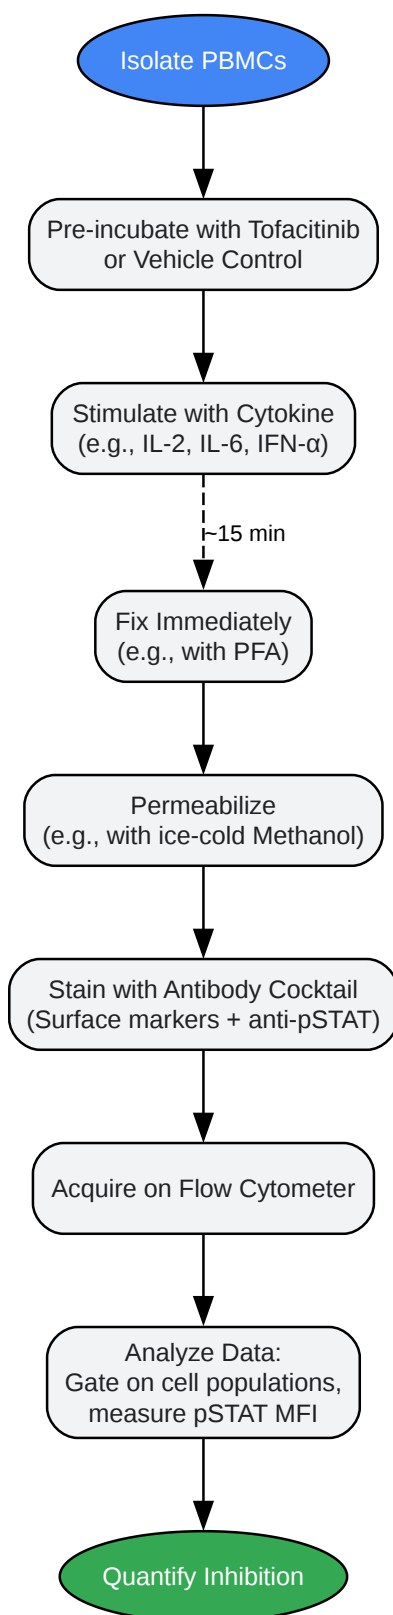 Isolate PBMCs
Pre-incubate with Tofacitinib
or Vehicle Control
Stimulate with Cytokine
(e.g., IL-2, IL-6, IFN-α)
~15 min
Fix Immediately
(e.g., with PFA)
Permeabilize
(e.g., with ice-cold Methanol)
Stain with Antibody Cocktail
(Surface markers + anti-pSTAT)
Acquire on Flow Cytometer
Analyze Data:
Gate on cell populations,
measure pSTAT MFI
Quantify Inhibition